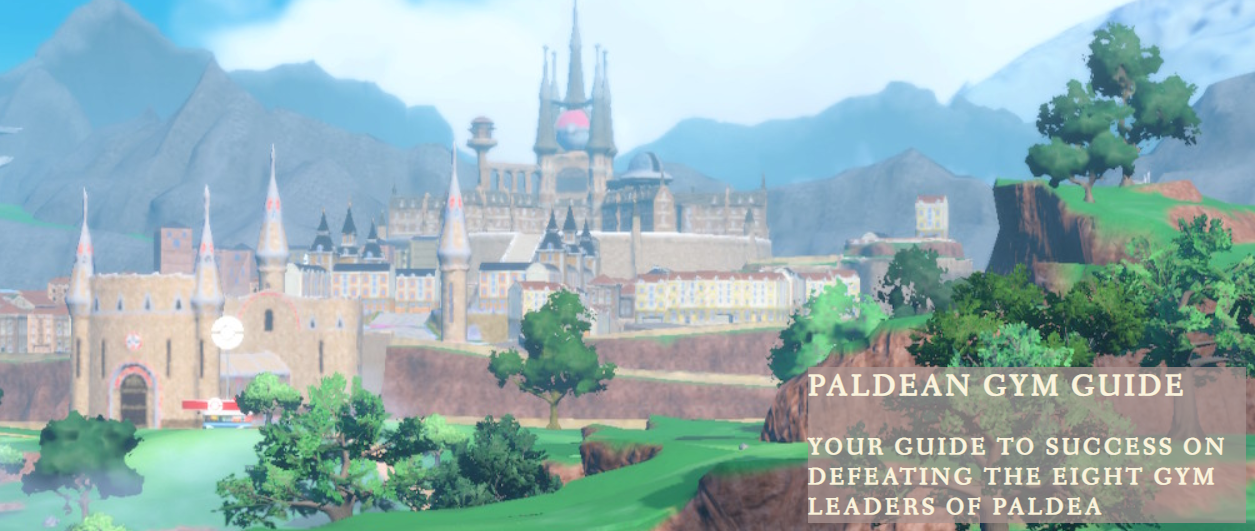 PALDEAN GYM GUIDE
YOUR GUIDE TO SUCCESS ON
DEFEATING THE EIGHT GYM
LEADERS OF PALDEA